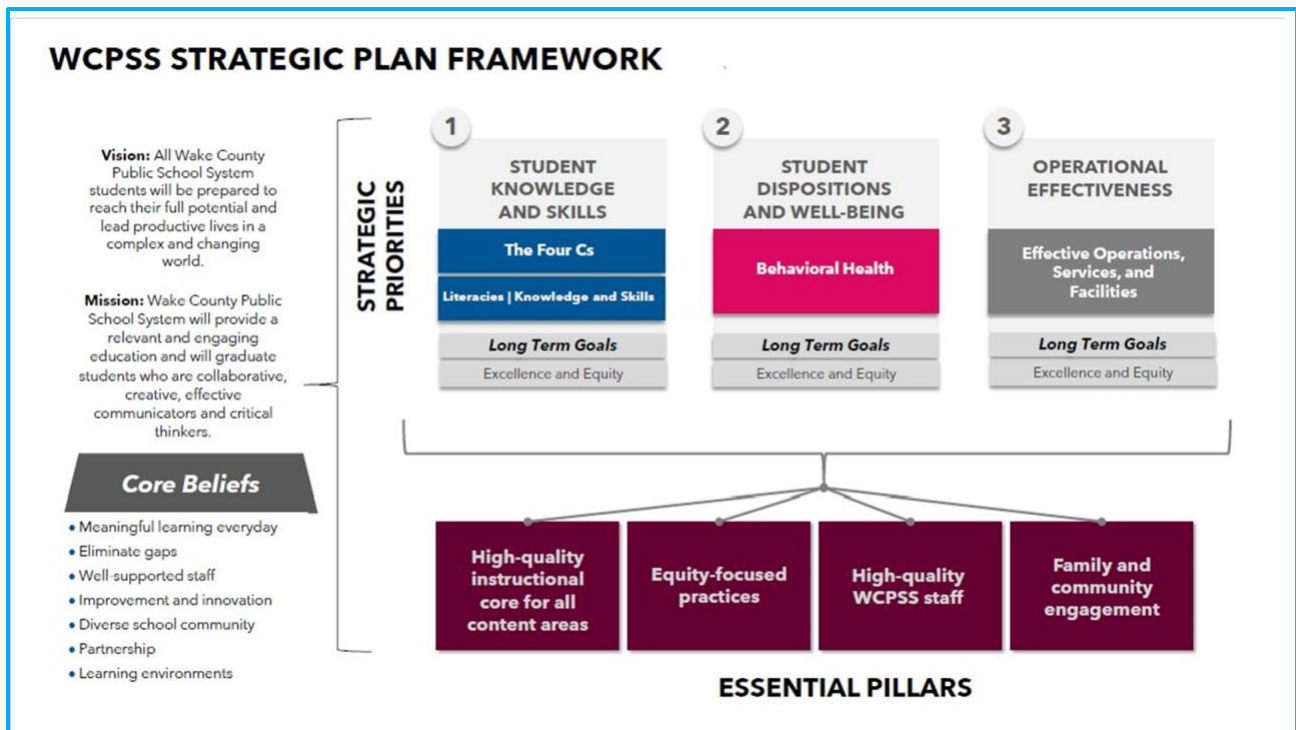 WCPSS STRATEGIC PLAN FRAMEWORK
Vision: All Wake County
Public School System
students will be prepared to
reach their full potential and
lead productive lives in a
complex and changing
world.
Mission: Wake County Public
School System will provide a
relevant and engaging
education and will graduate
students who are collaborative,
creative, effective
communicators and critical
thinkers.
Core Beliefs
• Meaningful learning everyday
• Eliminate gaps
• Well-supported staff
• Improvement and innovation
• Diverse school community
• Partnership
• Learning environments
STRATEGIC
PRIORITIES
1
STUDENT
KNOWLEDGE
AND SKILLS
The Four Cs
Literacies | Knowledge and Skills
Long Term Goals
Excellence and Equity
2
STUDENT
DISPOSITIONS
AND WELL-BEING
Behavioral Health
Long Term Goals
Excellence and Equity
3
OPERATIONAL
EFFECTIVENESS
Effective Operations,
Services, and
Facilities
Long Term Goals
Excellence and Equity
High-quality
instructional
core for all
content areas
Equity-focused
practices
High-quality
WCPSS staff
Family and
community
engagement
ESSENTIAL PILLARS